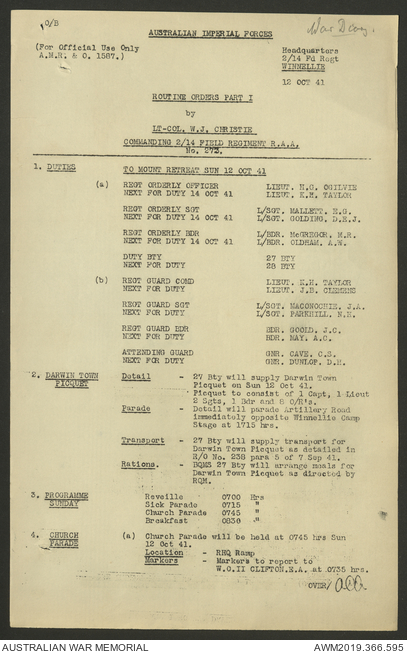 O/B
AUSTRALIAN IMPERIAL FORCES
War Diary.
(For Official Use Only
A.M.R. & O. 1587.)
Headquarters
2/14 Fd Regt
WINNELLIE
12 OCT 41
ROUTINE ORDERS PART I
by
LT-COL. W.J. CHRISTIE
COMMANDING 2/14 FIELD REGIMENT R.A.A.
No. 272.
1. DUTIES TO MOUNT RETREAT SUN 12 OCT 41
(a) REGT ORDERLY OFFICER LIEUT. H.G. OGILVIE
NEXT FOR DUTY 14 OCT 41 LIEUT. K.H. TAYLOR
REGT ORDERLY SGT L/SGT. MALLETT, H.G.
NEXT FOR DUTY 14 OCT 41 L/SGT. GOLDING, D.E.J.
REGT ORDERLY BDR L/BDR. McGREGOR, M.R.
NEXT FOR DUTY 14 OCT 41 L/BDR. OLDHAM, A.W.
DUTY BTY 27 BTY
NEXT FOR DUTY 28 BTY
(b) REGT GUARD COMD LIEUT. K.H. TAYLOR
NEXT FOR DUTY LIEUT. J.B. CLEMENS
REGT GUARD SGT L/SGT. MACONOCHIE, J.A.
NEXT FOR DUTY L/SGT. PARKHILL, N.H.
REGT GUARD BDR BDR. GOOLD, J.C.
NEXT FOR DUTY BDR. MAY, A.C.
ATTENDING GUARD GNR. CAVE, C.S.
NEXT FOR DUTY GNR. DUNLOP, D.H.
2. DARWIN TOWN Detail - 27 Bty will supply Darwin Town
PICQUET Picquet on Sun 12 Oct 41.
Picquet to consist of 1 Capt, 1 Lieut
2 Sgts, 1 Bdr and 8 O/R's.
Parade - Detail will parade Artillery Road
immediately opposite Winnellie Camp
Stage at 1715 hrs.
Transport - 27 Bty will supply transport for
Darwin Town Picquet as detailed in
R/O No. 238 para 5 of 7 Sep 41.
Rations. - BQMS 27 Bty will arrange meals for
Darwin Town Picquet as directed by
RQM.
3. PROGRAMME Reveille 0700 Hrs
SUNDAY Sick Parade 0715 "
Church Parade 0745 "
Breakfast 0830 "
4. CHURCH (a) Church Parade will be held at 0745 hrs Sun
PARADE 12 Oct 41.
Location - RHQ Ramp
Markers - Markers to report to
W.O.II CLIFTON.E.A. at 0735 hrs.
OVER/
AUSTRALIAN WAR MEMORIAL AWM2019.366.595